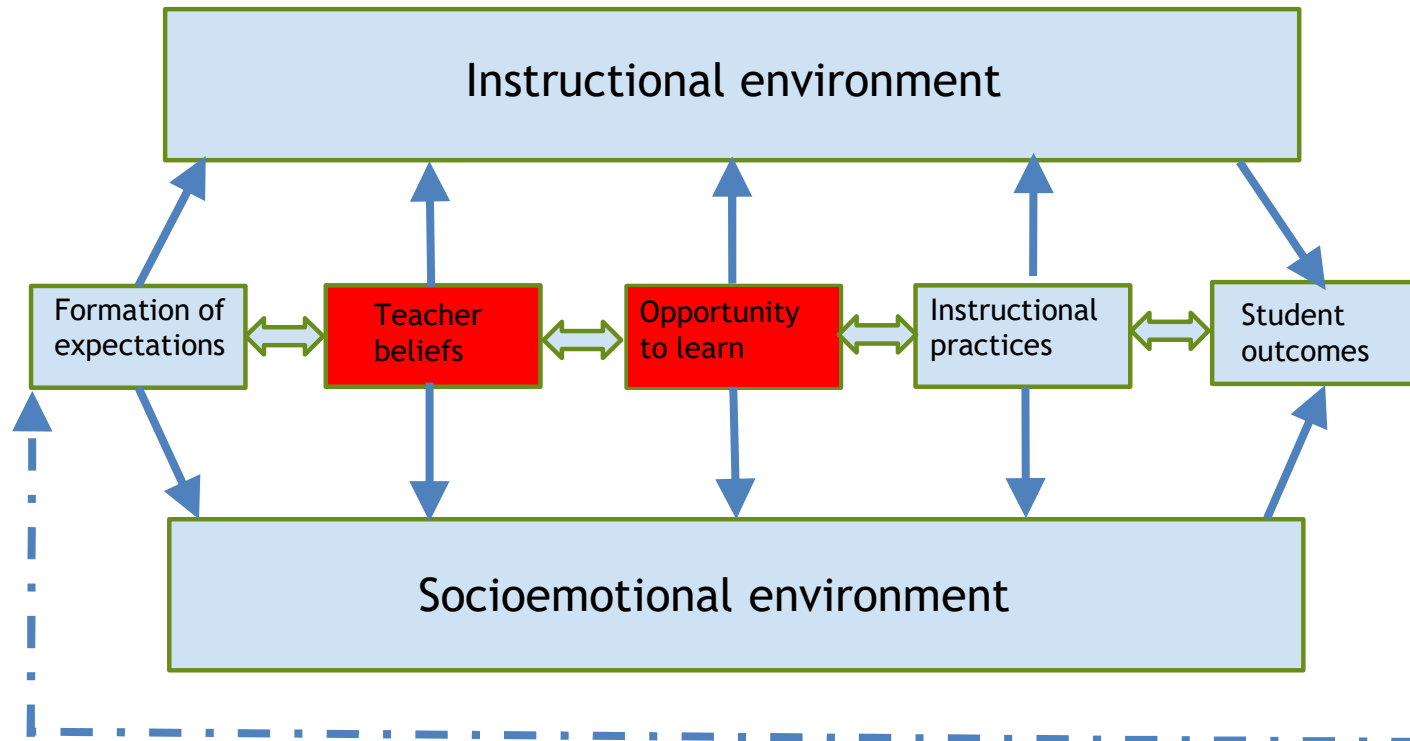 Instructional environment
Formation of
expectations
Teacher
beliefs
Opportunity
to learn
Instructional
practices
Student
outcomes
Socioemotional environment